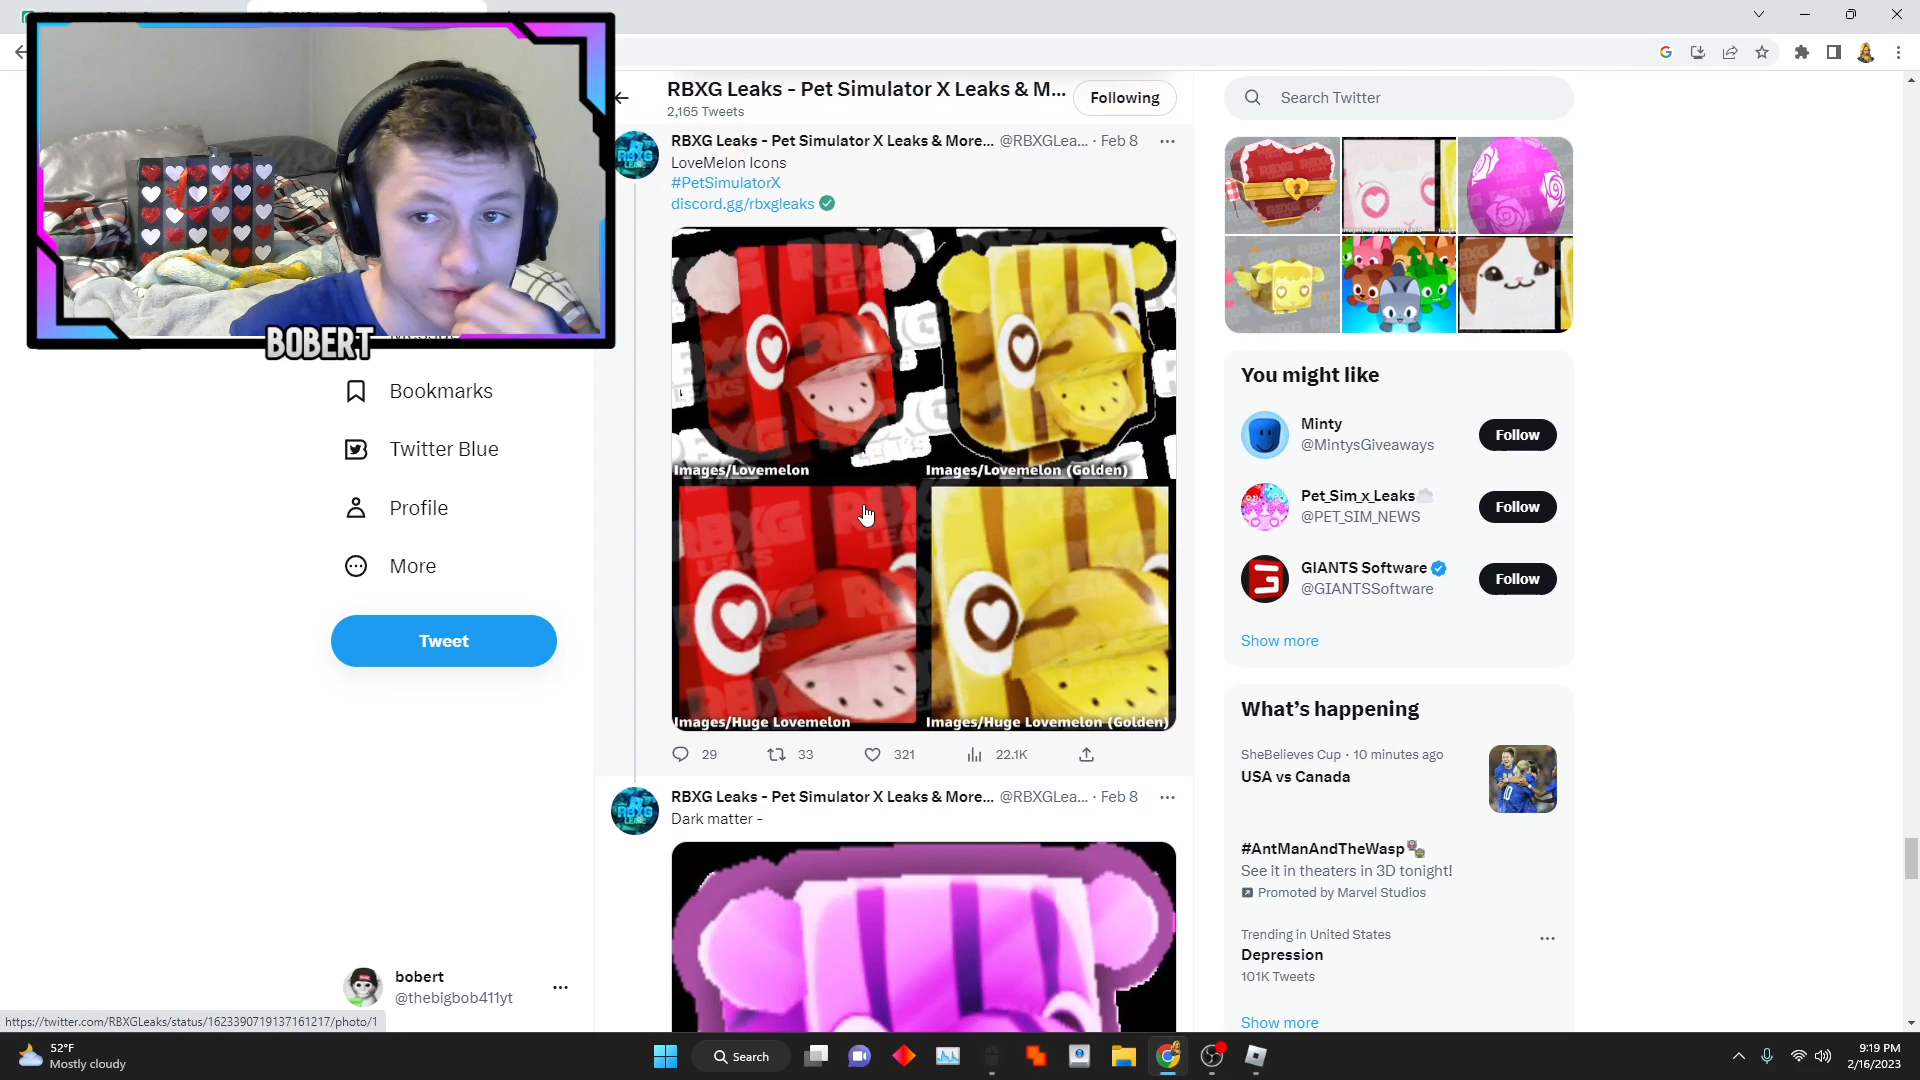 RBXG Leaks - Pet Simulator X Leaks & M...
2,165 Tweets
Following
Search Twitter
RBXG Leaks - Pet Simulator X Leaks & More... @RBXGLea... · Feb 8
LoveMelon Icons
#PetSimulatorX
discord.gg/rbxgleaks
BOBERT
Bookmarks
Twitter Blue
Profile
More
Tweet
Images/Lovemelon
Images/Lovemelon (Golden)
Images/Huge Lovemelon
Images/Huge Lovemelon (Golden)
29
33
321
22.1K
RBXG Leaks - Pet Simulator X Leaks & More... @RBXGLea... · Feb 8
Dark matter -
You might like
Minty
@MintysGiveaways
Follow
Pet_Sim_x_Leaks
@PET_SIM_NEWS
Follow
GIANTS Software
@GIANTSSoftware
Follow
Show more
What's happening
SheBelieves Cup · 10 minutes ago
USA vs Canada
#AntManAndTheWasp
See it in theaters in 3D tonight!
Promoted by Marvel Studios
Trending in United States
Depression
101K Tweets
Show more
bobert
@thebigbob411yt
https://twitter.com/RBXGLeaks/status/1623390719137161217/photo/1
52°F
Mostly cloudy
Search
9:19 PM
2/16/2023